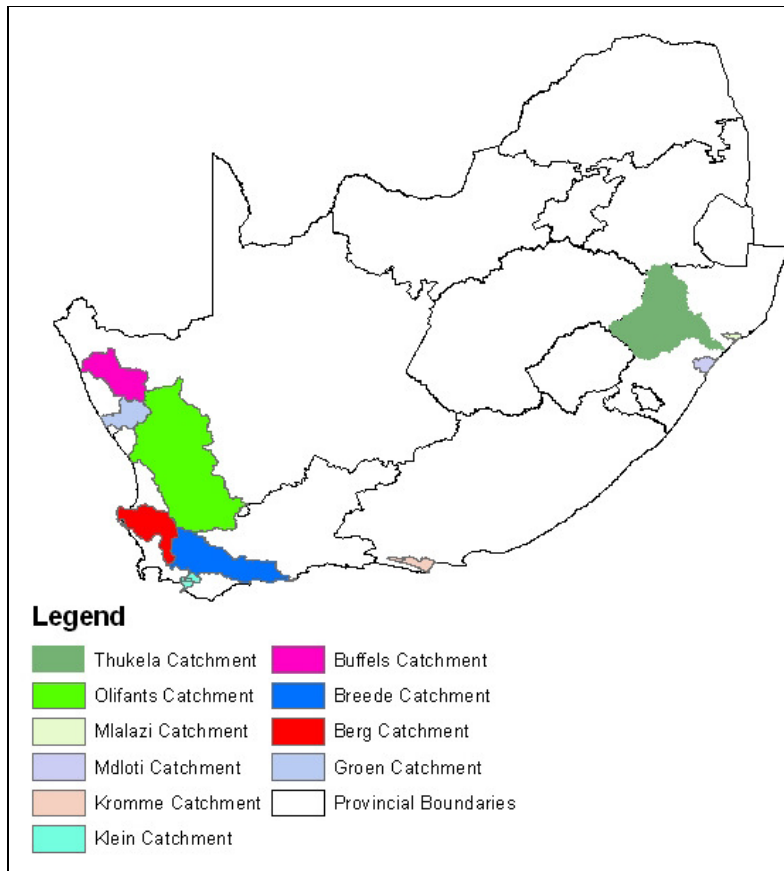 Legend
Thukela Catchment
Olifants Catchment
Mlalazi Catchment
Mdloti Catchment
Kromme Catchment
Klein Catchment
Buffels Catchment
Breede Catchment
Berg Catchment
Groen Catchment
Provincial Boundaries